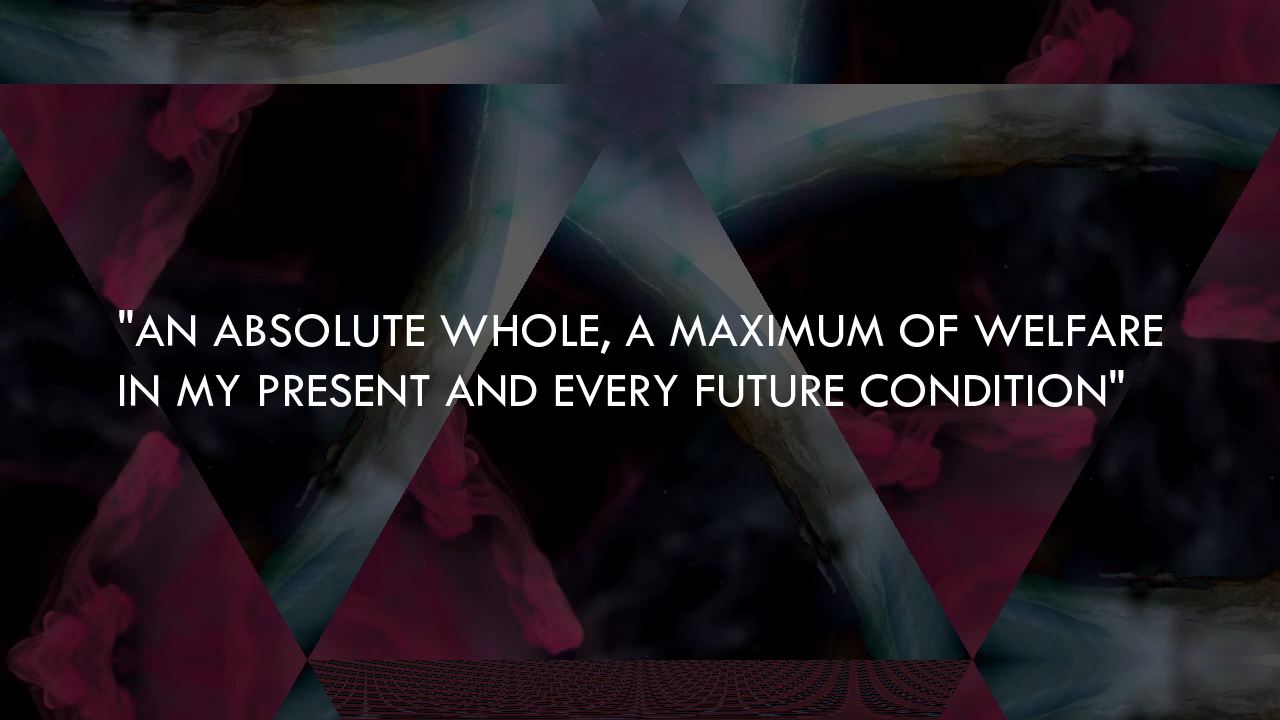 "AN ABSOLUTE WHOLE, A MAXIMUM OF WELFARE
IN MY PRESENT AND EVERY FUTURE CONDITION"